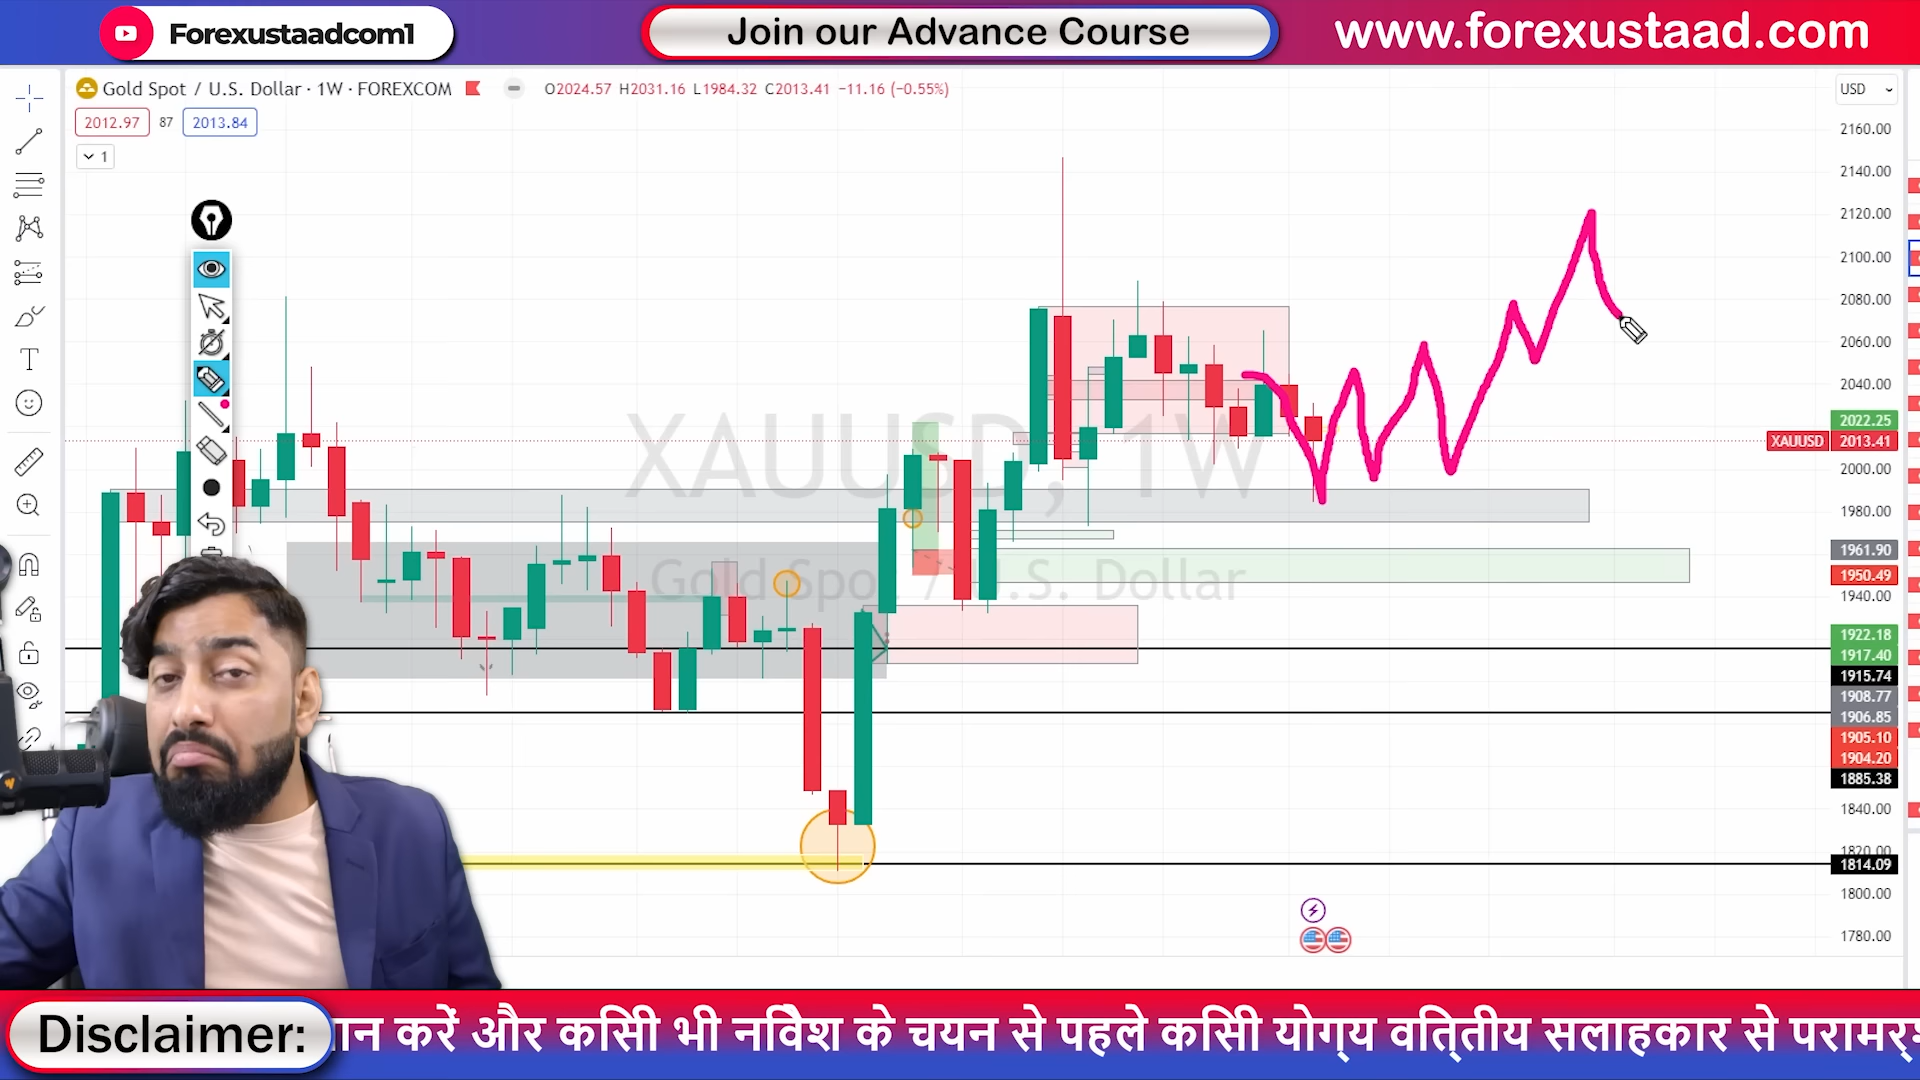 Forexustaadcom1
Join our Advance Course
www.forexustaad.com
Gold Spot / U.S. Dollar · 1W · FOREXCOM
O2024.57 H2031.16 L1984.32 C2013.41 −11.16 (−0.55%)
USD
2012.97 87 2013.84
1
XAUUSD, 1W
Gold Spot / U.S. Dollar
2160.00
2140.00
2120.00
2100.00
2080.00
2060.00
2040.00
2022.25
XAUUSD 2013.41
2000.00
1980.00
1961.90
1950.49
1940.00
1922.18
1917.40
1915.74
1908.77
1906.85
1905.10
1904.20
1885.38
1840.00
1820.00
1814.09
1800.00
1780.00
Disclaimer: करें और किसी भी निवेश के चयन से पहले किसी योग्य वित्तीय सलाहकार से